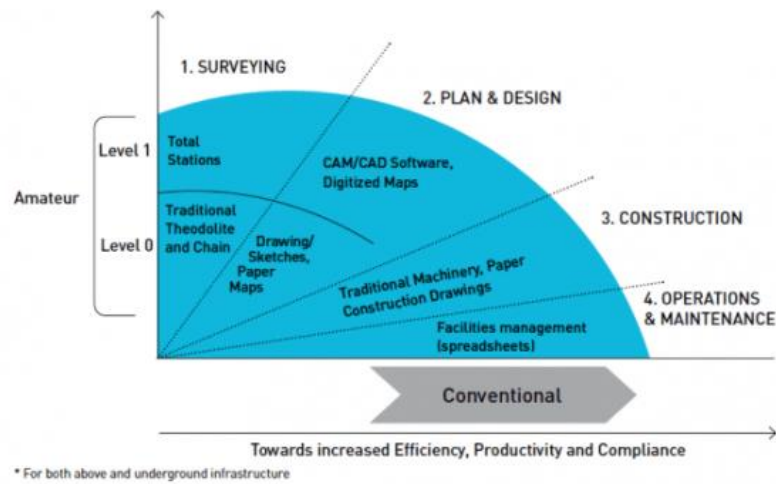 1. SURVEYING
2. PLAN & DESIGN
Level 1
Total
Stations
CAM/CAD Software,
Digitized Maps
Amateur
3. CONSTRUCTION
Level 0
Traditional
Theodolite
and Chain
Drawing/
Sketches,
Paper
Maps
Traditional Machinery, Paper
Construction Drawings
4. OPERATIONS
& MAINTENANCE
Facilities management
(spreadsheets)
Conventional
Towards increased Efficiency, Productivity and Compliance
* For both above and underground infrastructure